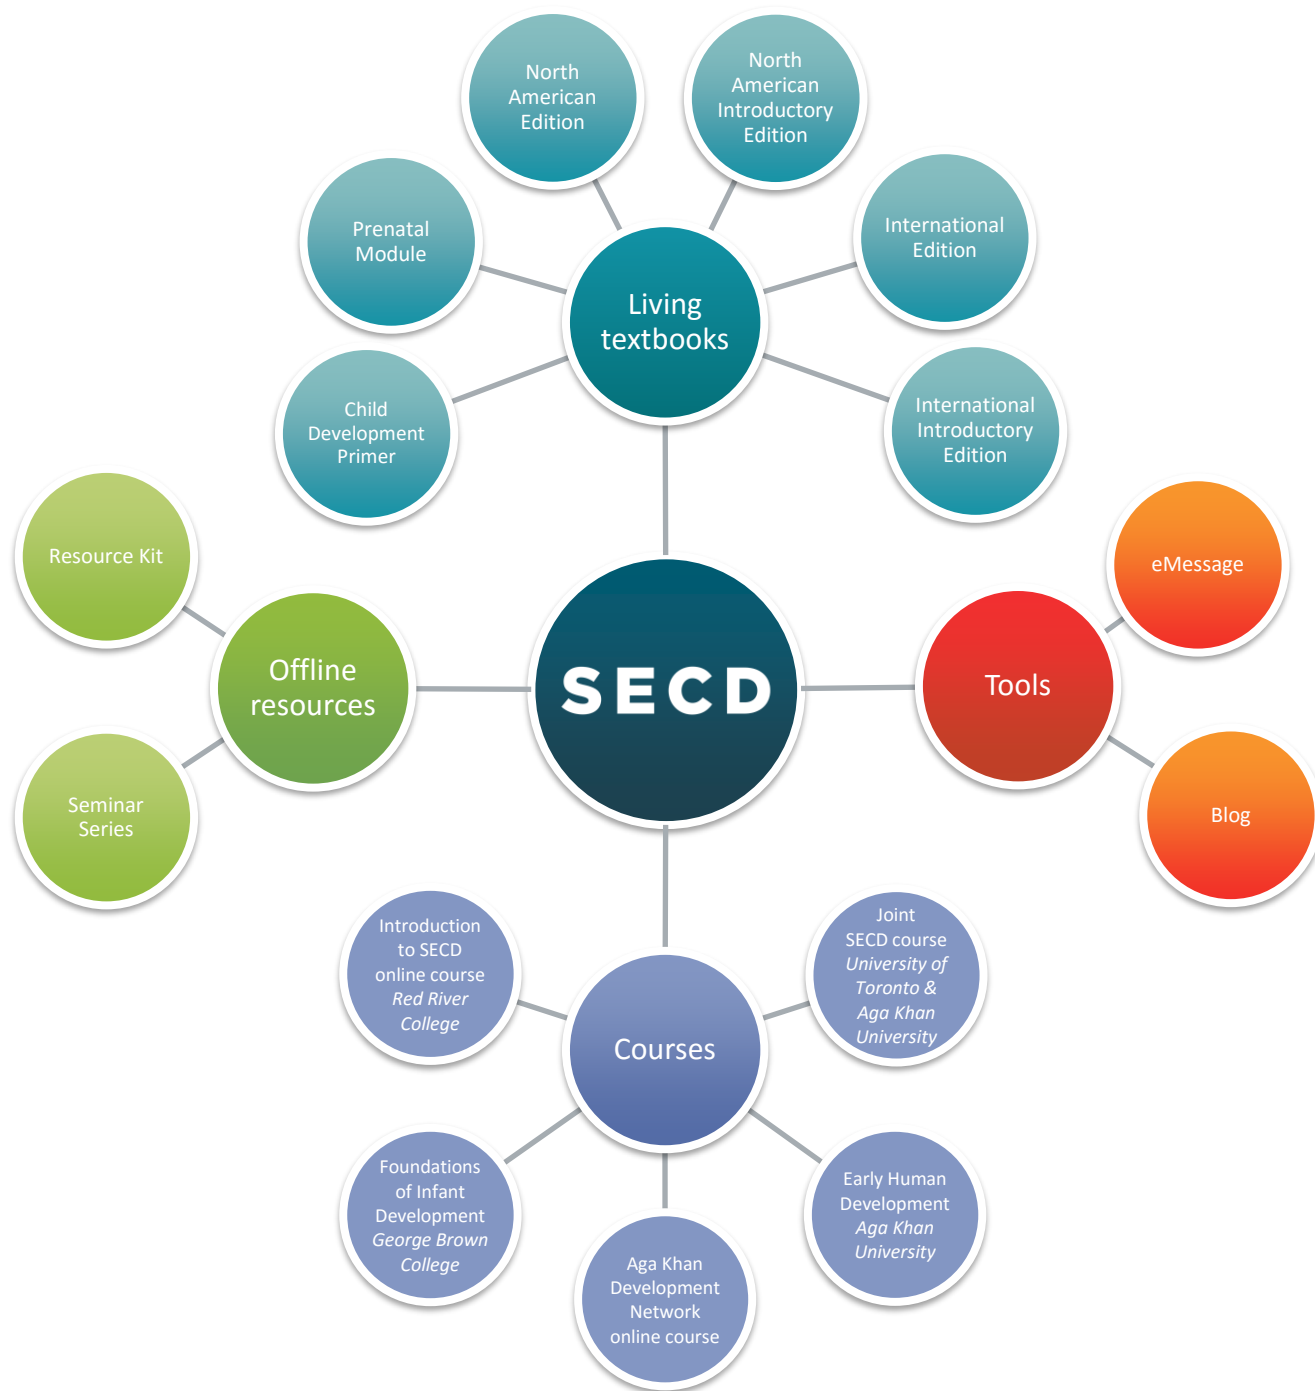 North
American
Edition
North
American
Introductory
Edition
Prenatal
Module
International
Edition
Living
textbooks
Child
Development
Primer
International
Introductory
Edition
Resource Kit
eMessage
Offline
resources
SECD
Tools
Seminar
Series
Blog
Introduction
to SECD
online course
Red River
College
Joint
SECD course
University of
Toronto &
Aga Khan
University
Courses
Foundations
of Infant
Development
George Brown
College
Early Human
Development
Aga Khan
University
Aga Khan
Development
Network
online course